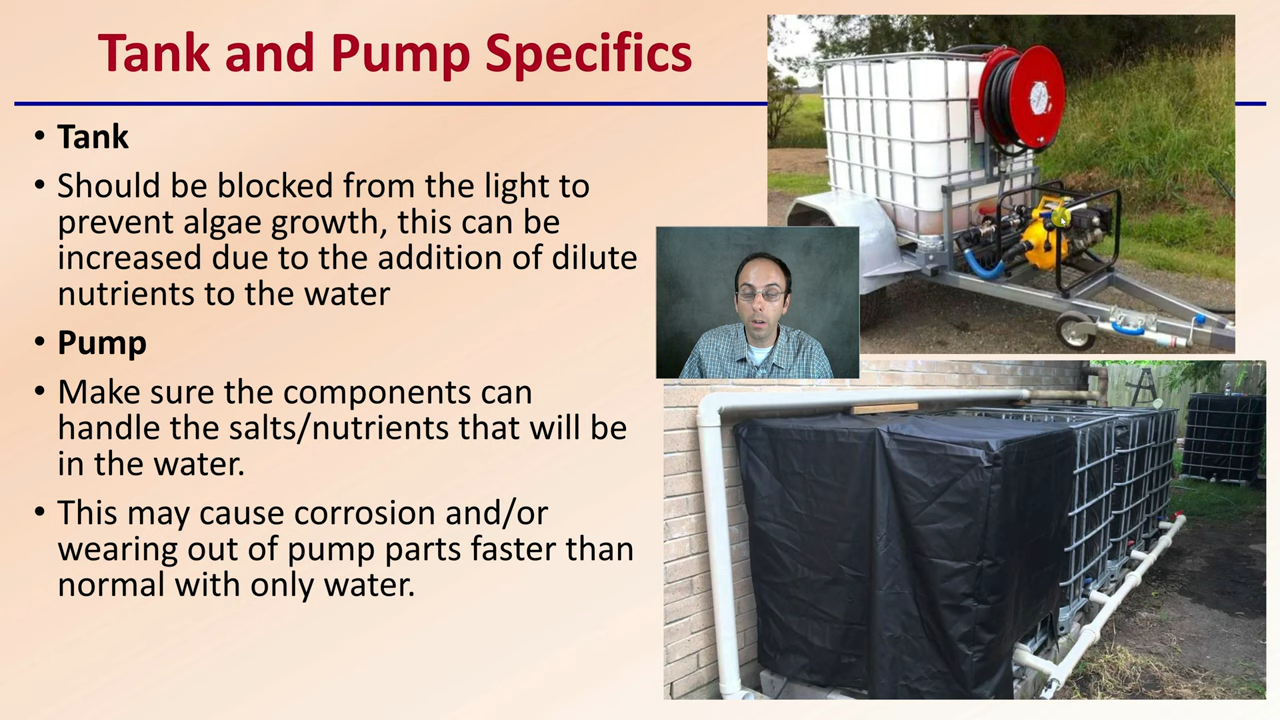 Tank and Pump Specifics
• Tank
• Should be blocked from the light to
prevent algae growth, this can be
increased due to the addition of dilute
nutrients to the water
• Pump
• Make sure the components can
handle the salts/nutrients that will be
in the water.
• This may cause corrosion and/or
wearing out of pump parts faster than
normal with only water.